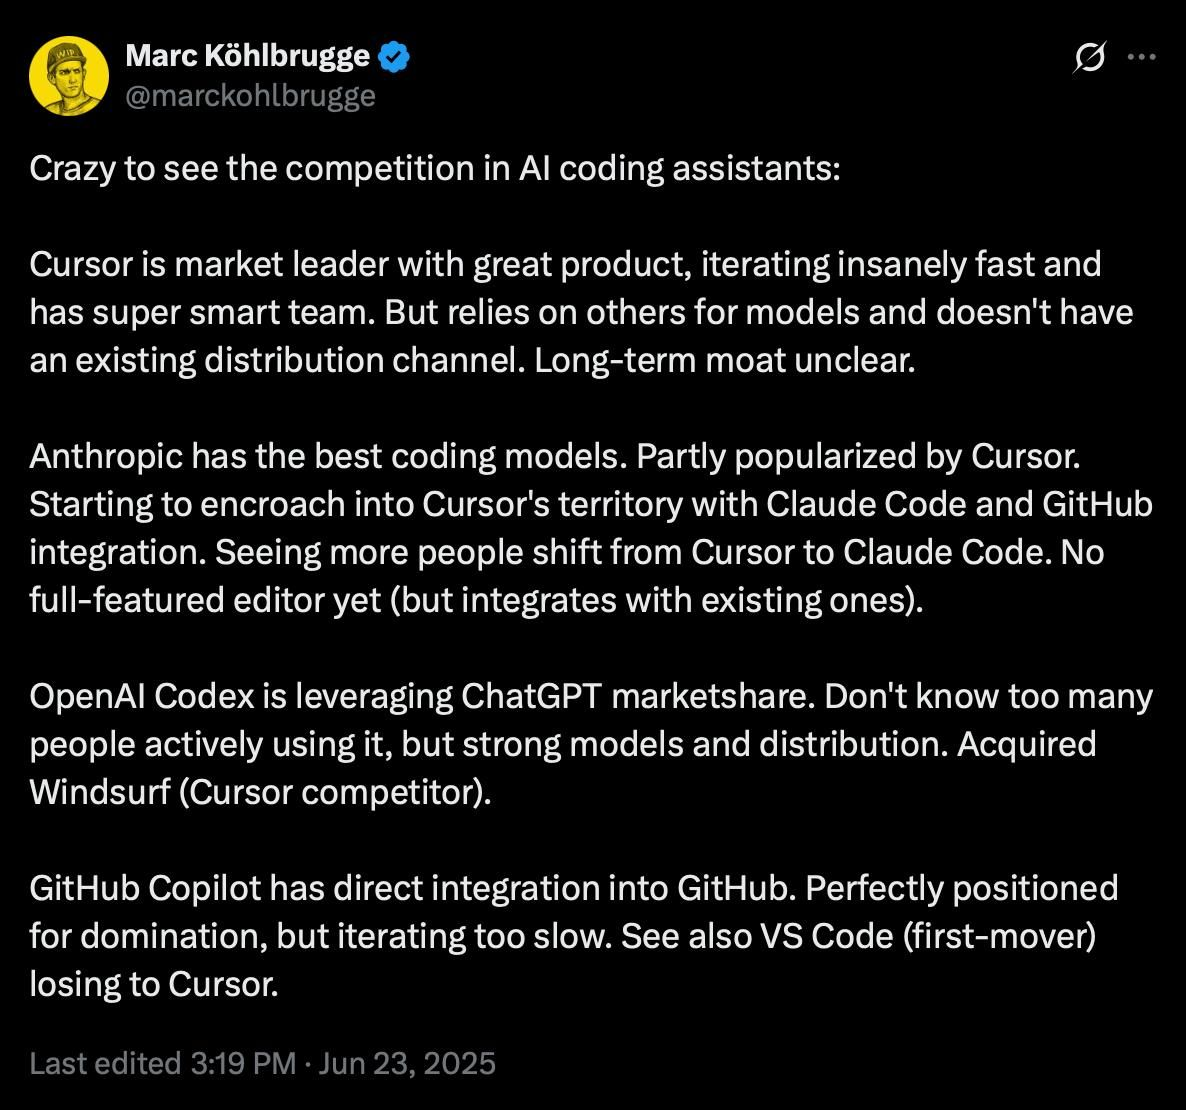 Marc Köhlbrugge
@marckohlbrugge
Crazy to see the competition in AI coding assistants:
Cursor is market leader with great product, iterating insanely fast and
has super smart team. But relies on others for models and doesn't have
an existing distribution channel. Long-term moat unclear.
Anthropic has the best coding models. Partly popularized by Cursor.
Starting to encroach into Cursor's territory with Claude Code and GitHub
integration. Seeing more people shift from Cursor to Claude Code. No
full-featured editor yet (but integrates with existing ones).
OpenAI Codex is leveraging ChatGPT marketshare. Don't know too many
people actively using it, but strong models and distribution. Acquired
Windsurf (Cursor competitor).
GitHub Copilot has direct integration into GitHub. Perfectly positioned
for domination, but iterating too slow. See also VS Code (first-mover)
losing to Cursor.
Last edited 3:19 PM · Jun 23, 2025